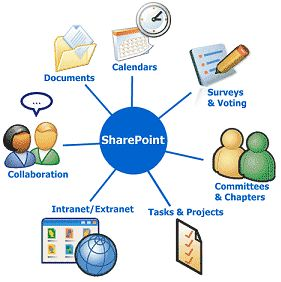 Calendars
Documents
Surveys
& Voting
...
SharePoint
Collaboration
Committees
& Chapters
Intranet/Extranet
Tasks & Projects